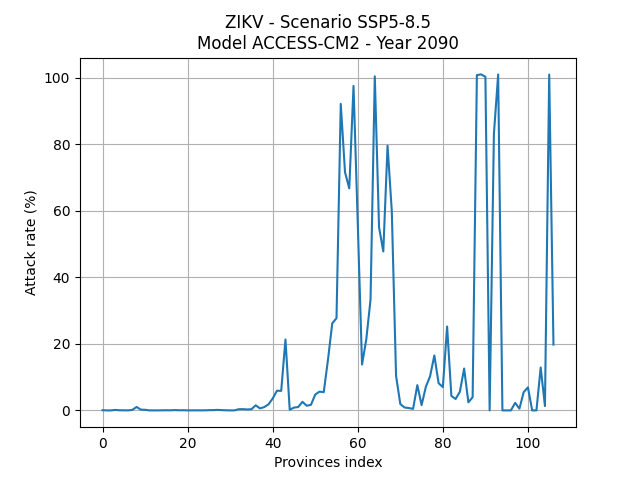 ZIKV - Scenario SSP5-8.5
Model ACCESS-CM2 - Year 2090
100
80
60
40
20
0
Attack rate (%)
0 20 40 60 80 100
Provinces index